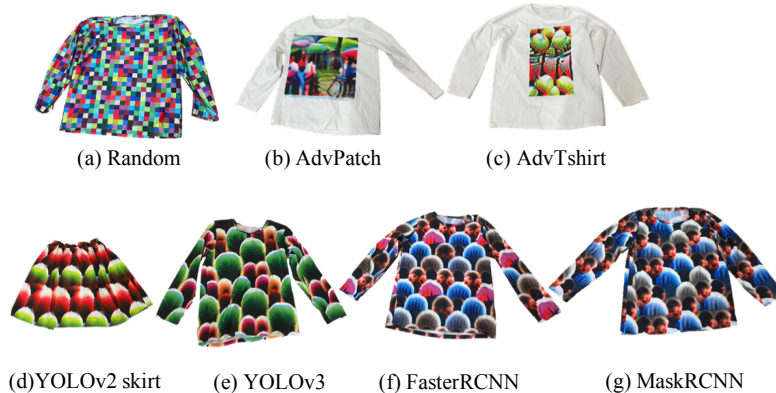 (a) Random
(b) AdvPatch
(c) AdvTshirt
(d)YOLOv2 skirt
(e) YOLOv3
(f) FasterRCNN
(g) MaskRCNN